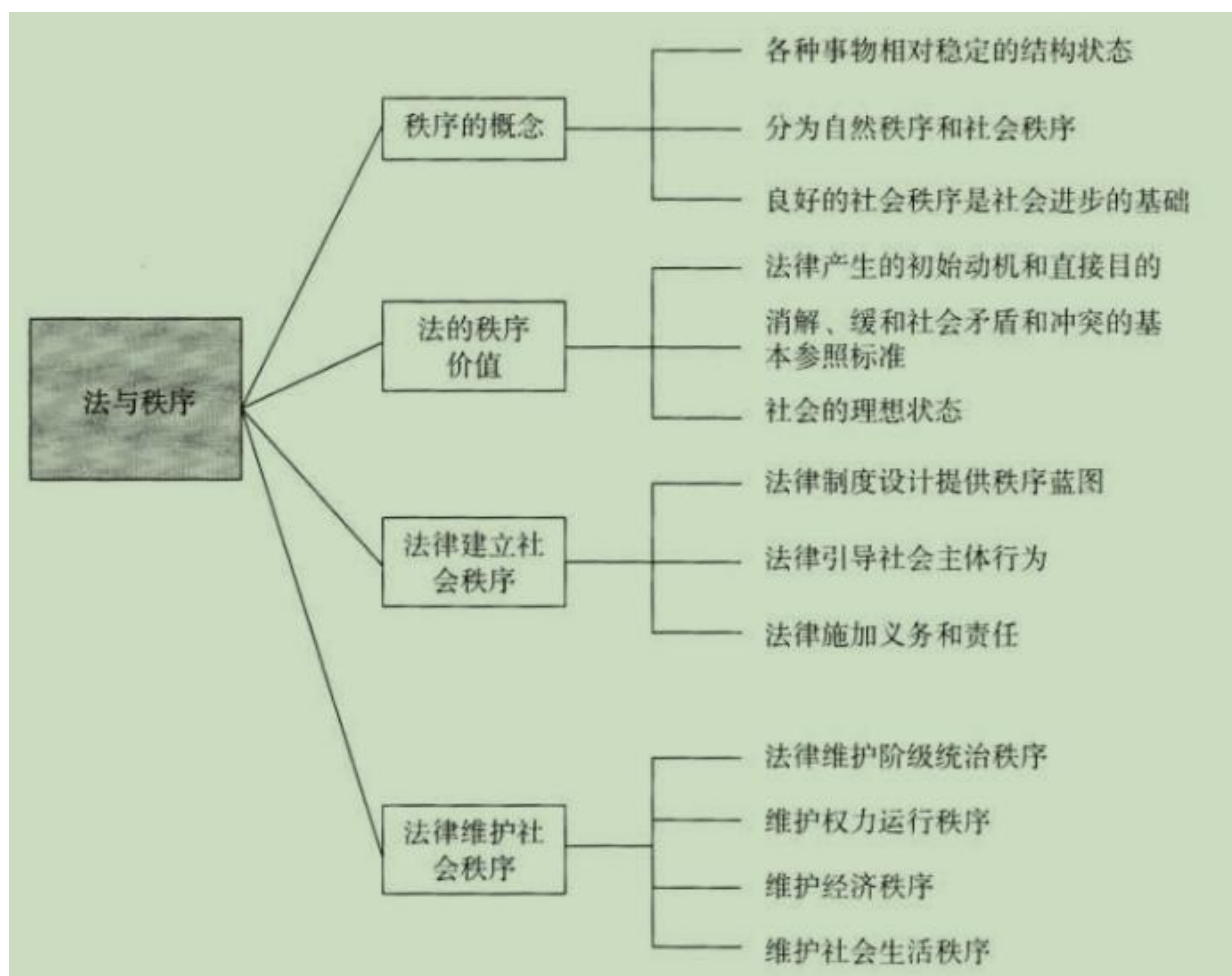 各种事物相对稳定的结构状态
秩序的概念
分为自然秩序和社会秩序
良好的社会秩序是社会进步的基础
法律产生的初始动机和直接目的
法的秩序
价值
消解、缓和社会矛盾和冲突的基
本参照标准
社会的理想状态
法与秩序
法律制度设计提供秩序蓝图
法律建立社
会秩序
法律引导社会主体行为
法律施加义务和责任
法律维护阶级统治秩序
维护权力运行秩序
法律维护社
会秩序
维护经济秩序
维护社会生活秩序